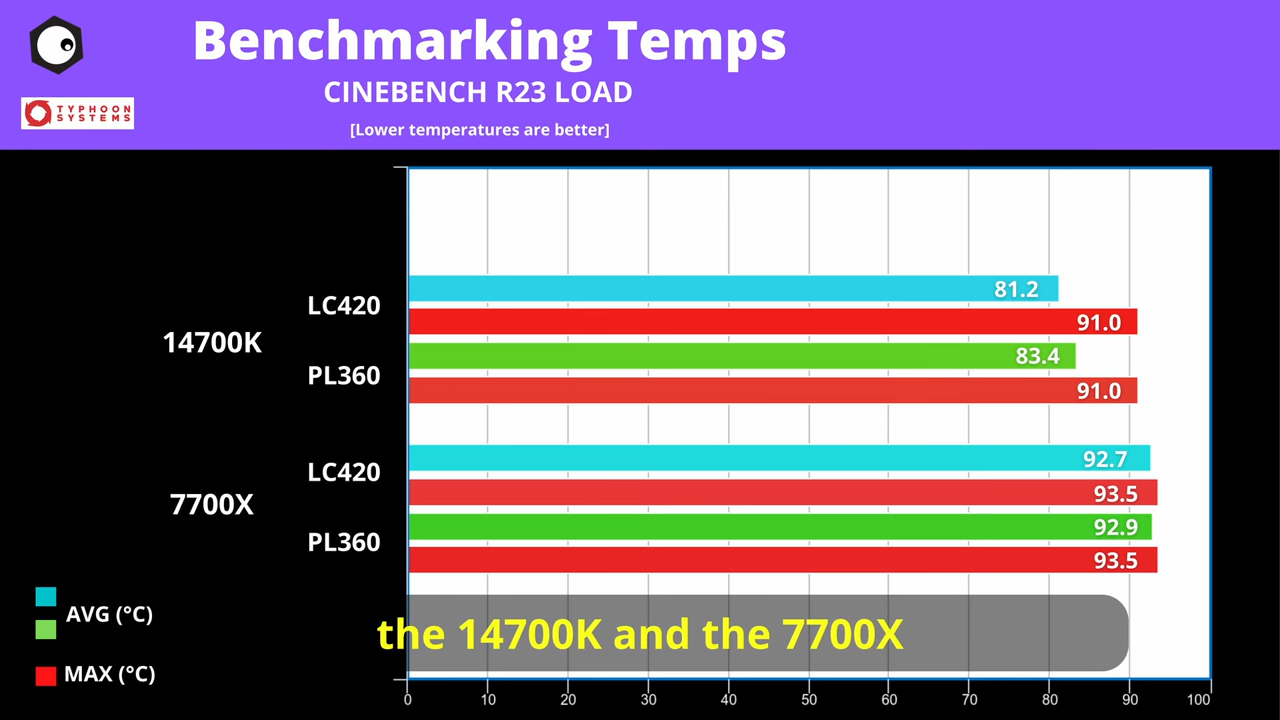 Benchmarking Temps
CINEBENCH R23 LOAD
[Lower temperatures are better]
TYPHOON
SYSTEMS
14700K
LC420
81.2
91.0
PL360
83.4
91.0
7700X
LC420
92.7
93.5
PL360
92.9
93.5
AVG (°C)
MAX (°C)
the 14700K and the 7700X
0 10 20 30 40 50 60 70 80 90 100